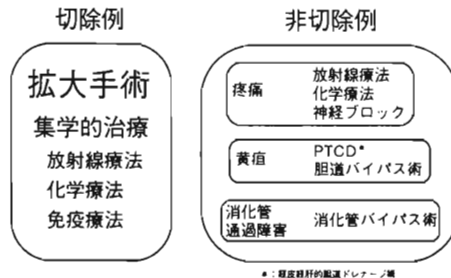 切除例
拡大手術
集学的治療
放射線療法
化学療法
免疫療法
非切除例
疼痛
放射線療法
化学療法
神経ブロック
黄疸
PTCD*
胆道バイパス術
消化管
通過障害
消化管バイパス術
*：経皮経肝的胆道ドレナージ術